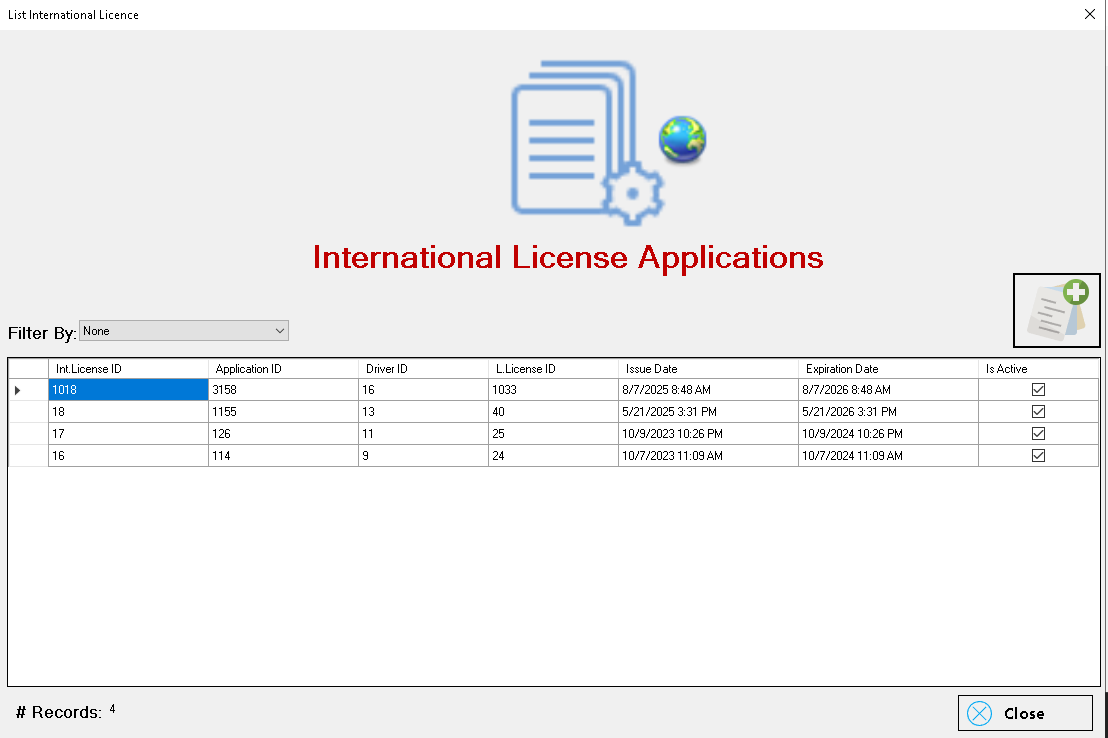 List International Licence
International License Applications
Filter By: None
Int.License ID Application ID Driver ID L.License ID Issue Date Expiration Date Is Active
1018 3158 16 1033 8/7/2025 8:48 AM 8/7/2026 8:48 AM
18 1155 13 40 5/21/2025 3:31 PM 5/21/2026 3:31 PM
17 126 11 25 10/9/2023 10:26 PM 10/9/2024 10:26 PM
16 114 9 24 10/7/2023 11:09 AM 10/7/2024 11:09 AM
# Records: 4
Close